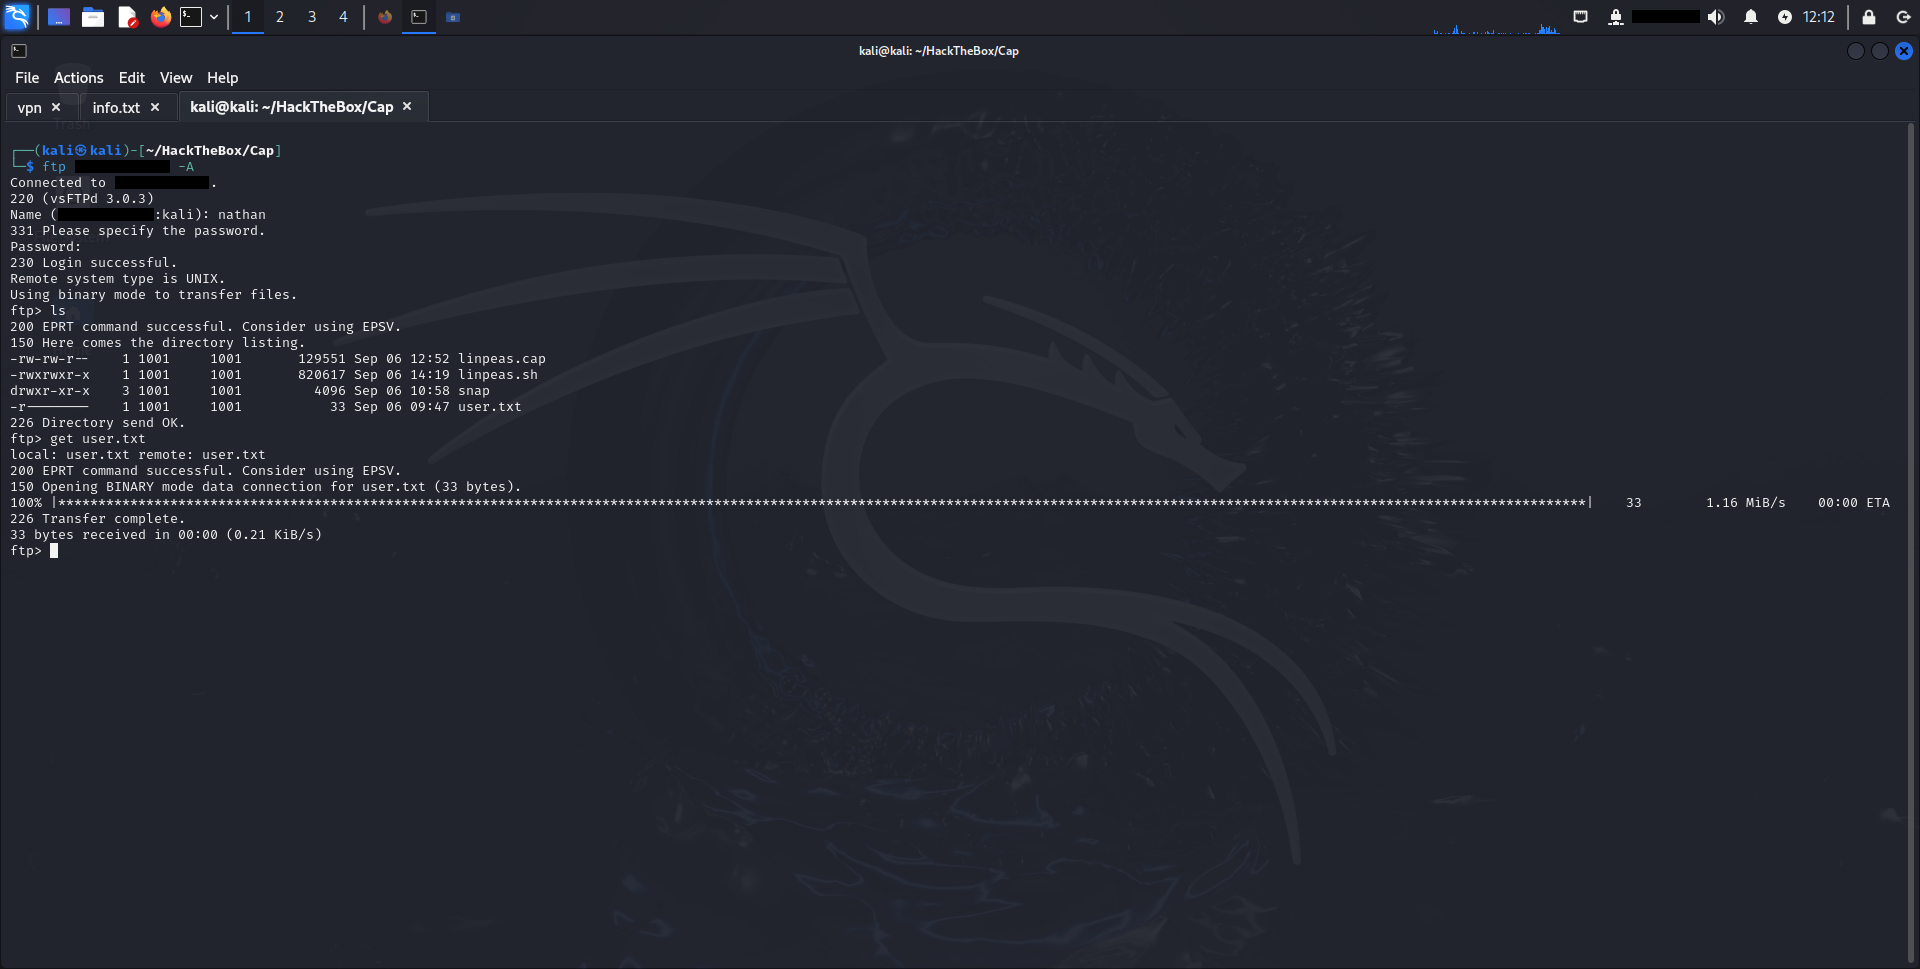 1 2 3 4 12:12
kali@kali: ~/HackTheBox/Cap
File Actions Edit View Help
vpn × info.txt × kali@kali: ~/HackTheBox/Cap ×
┌──(kali㉿kali)-[~/HackTheBox/Cap]
└─$ ftp -A
Connected to .
220 (vsFTPd 3.0.3)
Name ( :kali): nathan
331 Please specify the password.
Password:
230 Login successful.
Remote system type is UNIX.
Using binary mode to transfer files.
ftp> ls
200 EPRT command successful. Consider using EPSV.
150 Here comes the directory listing.
-rw-rw-r-- 1 1001 1001 129551 Sep 06 12:52 linpeas.cap
-rwxrwxr-x 1 1001 1001 820617 Sep 06 14:19 linpeas.sh
drwxr-xr-x 3 1001 1001 4096 Sep 06 10:58 snap
-r-------- 1 1001 1001 33 Sep 06 09:47 user.txt
226 Directory send OK.
ftp> get user.txt
local: user.txt remote: user.txt
200 EPRT command successful. Consider using EPSV.
150 Opening BINARY mode data connection for user.txt (33 bytes).
100% |***********************************************************************************************************************************************************************************************| 33 1.16 MiB/s 00:00 ETA
226 Transfer complete.
33 bytes received in 00:00 (0.21 KiB/s)
ftp>